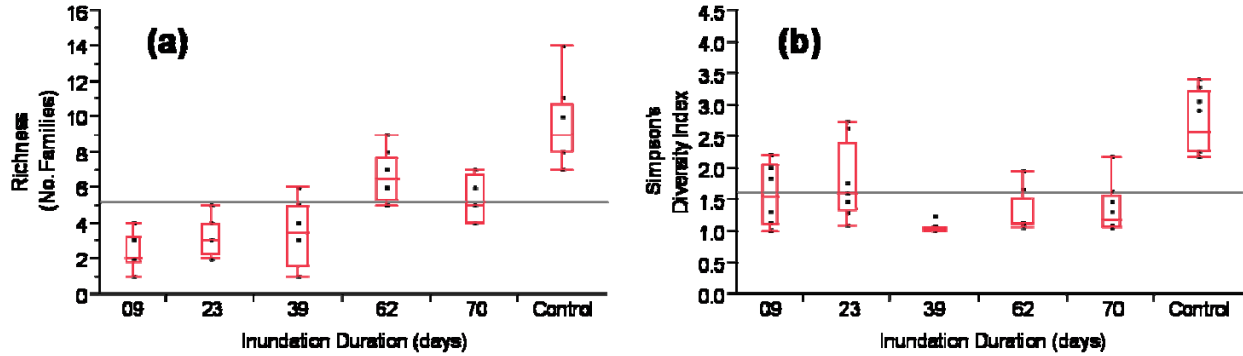 (a)
Richness
(No. Families)
16
14
12
10
8
6
4
2
0
09 23 39 62 70 Control
Inundation Duration (days)
(b)
Simpson's
Diversity Index
4.5
4.0
3.5
3.0
2.5
2.0
1.5
1.0
0.5
0.0
09 23 39 62 70 Control
Inundation Duration (days)